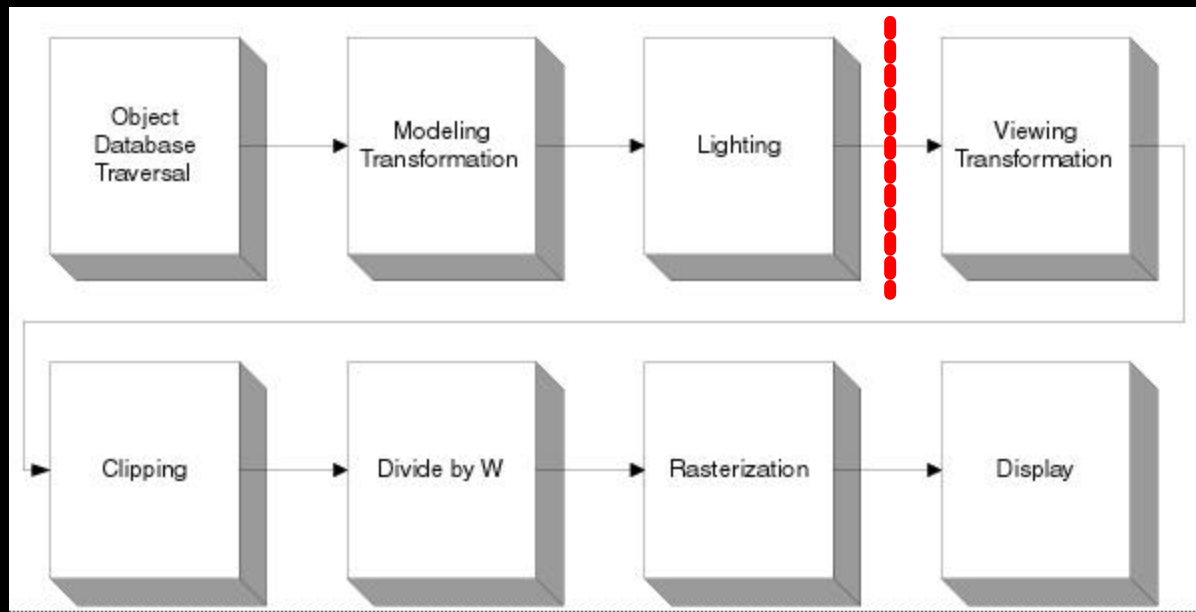 Object
Database
Traversal
Modeling
Transformation
Lighting
Viewing
Transformation
Clipping
Divide by W
Rasterization
Display